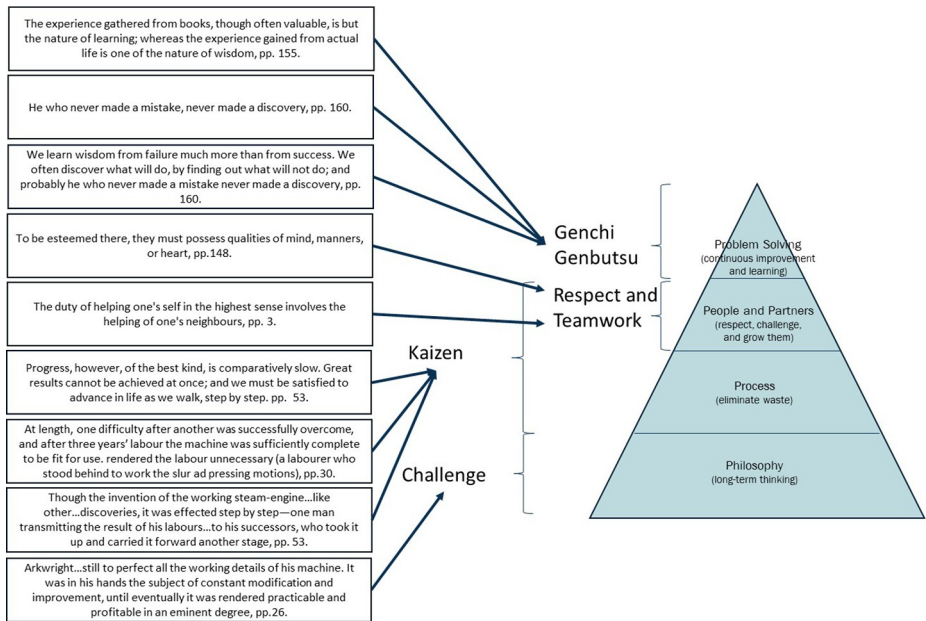 The experience gathered from books, though often valuable, is but
the nature of learning; whereas the experience gained from actual
life is one of the nature of wisdom, pp. 155.
He who never made a mistake, never made a discovery, pp. 160.
We learn wisdom from failure much more than from success. We
often discover what will do, by finding out what will not do; and
probably he who never made a mistake never made a discovery, pp.
160.
To be esteemed there, they must possess qualities of mind, manners,
or heart, pp.148.
The duty of helping one's self in the highest sense involves the
helping of one's neighbours, pp. 3.
Progress, however, of the best kind, is comparatively slow. Great
results cannot be achieved at once; and we must be satisfied to
advance in life as we walk, step by step. pp.  53.
At length, one difficulty after another was successfully overcome,
and after three years’ labour the machine was sufficiently complete
to be fit for use. rendered the labour unnecessary (a labourer who
stood behind to work the slur ad pressing motions), pp.30.
Though the invention of the working steam-engine…like
other…discoveries, it was effected step by step—one man
transmitting the result of his labours…to his successors, who took it
up and carried it forward another stage, pp. 53.
Arkwright…still to perfect all the working details of his machine. It
was in his hands the subject of constant modification and
improvement, until eventually it was rendered practicable and
profitable in an eminent degree, pp.26.
Genchi
Genbutsu
Respect and
Teamwork
Kaizen
Challenge
Problem Solving
(continuous improvement
and learning)
People and Partners
(respect, challenge,
and grow them)
Process
(eliminate waste)
Philosophy
(long-term thinking)